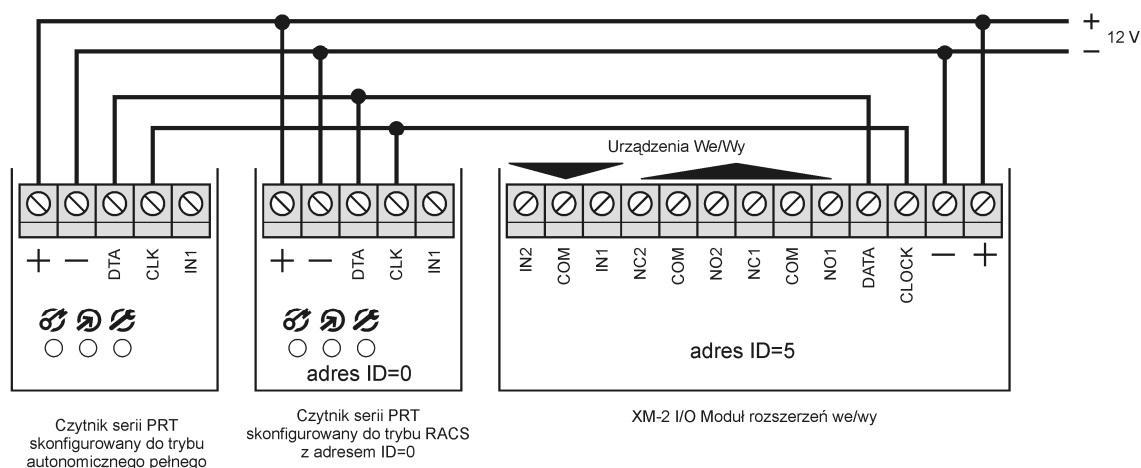 +
12 V
−
Urządzenia We/Wy
+ − DTA CLK IN1
+ − DTA CLK IN1
IN2 COM IN1 NC2 COM NO2 NC1 COM NO1 DATA CLOCK − +
adres ID=0
adres ID=5
Czytnik serii PRT
skonfigurowany do trybu
autonomicznego pełnego
Czytnik serii PRT
skonfigurowany do trybu RACS
z adresem ID=0
XM-2 I/O Moduł rozszerzeń we/wy